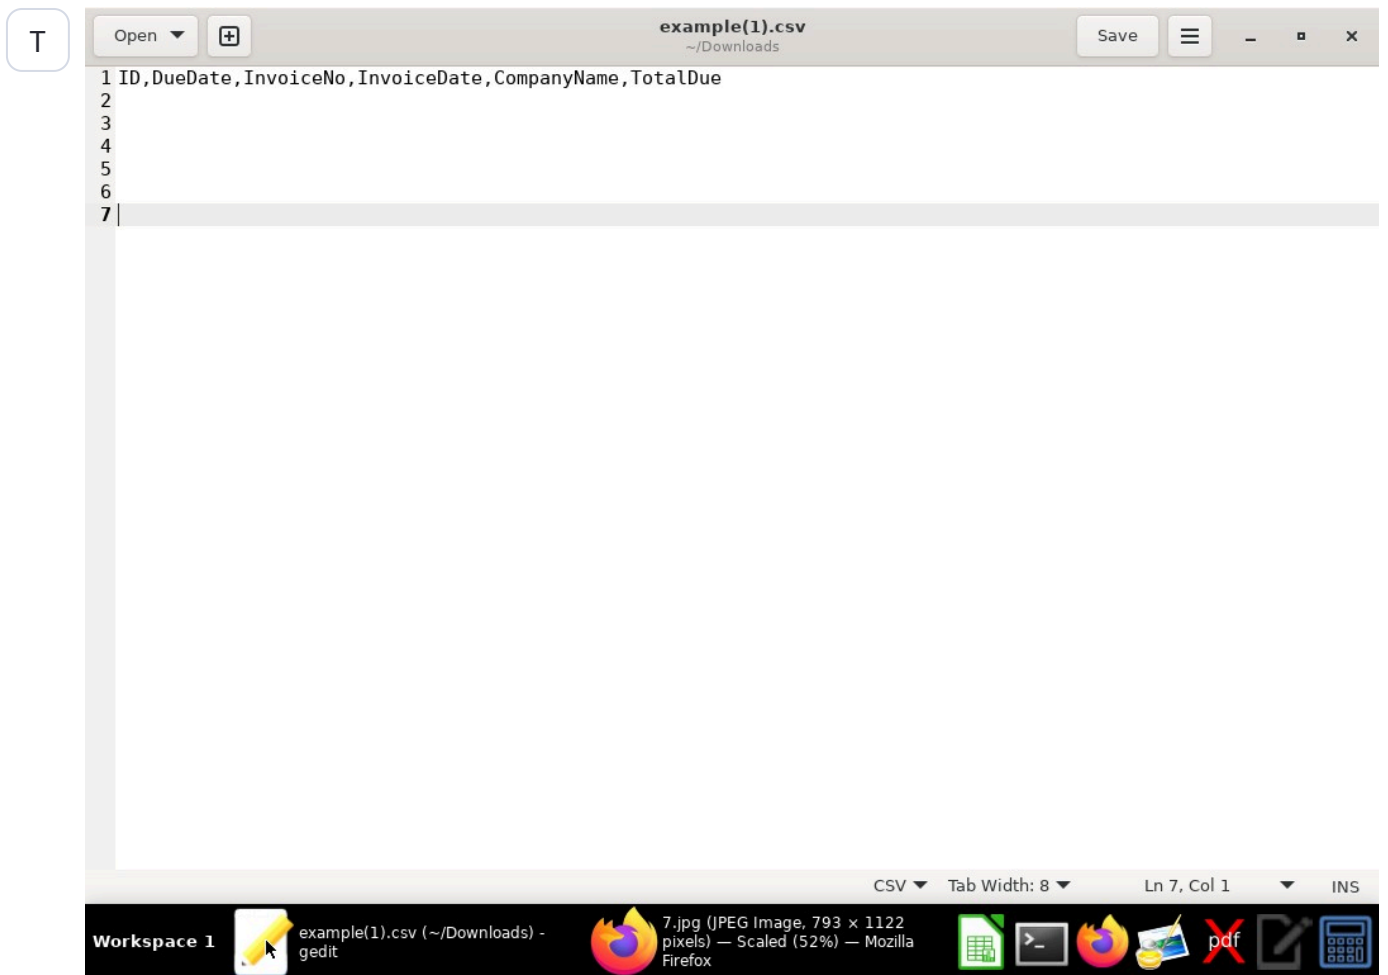 T
Open
example(1).csv
~/Downloads
Save
1 ID,DueDate,InvoiceNo,InvoiceDate,CompanyName,TotalDue
2
3
4
5
6
7
CSV
Tab Width: 8
Ln 7, Col 1
INS
Workspace 1
example(1).csv (~/Downloads) -
gedit
7.jpg (JPEG Image, 793 × 1122
pixels) — Scaled (52%) — Mozilla
Firefox
>_
pdf